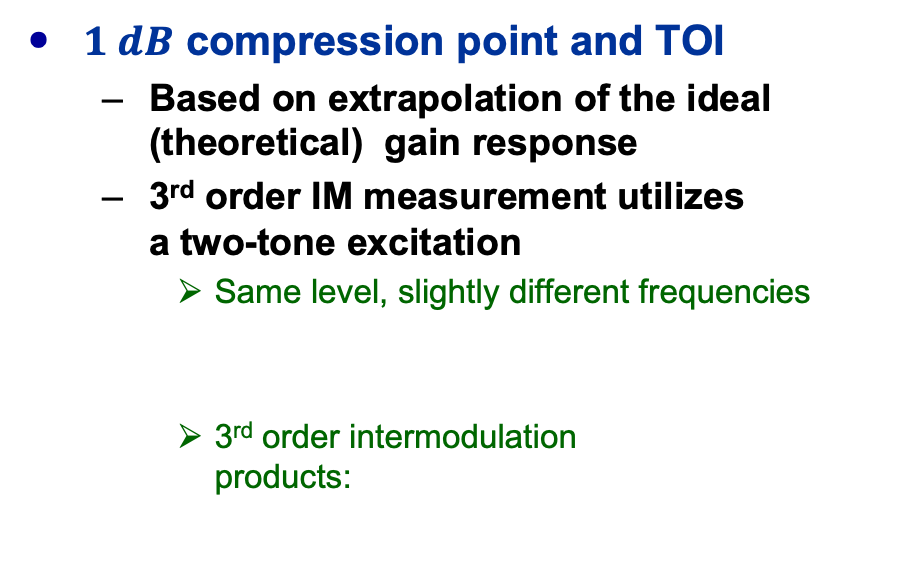 • 1 dB compression point and TOI
– Based on extrapolation of the ideal
(theoretical) gain response
– 3rd order IM measurement utilizes
a two-tone excitation
➢ Same level, slightly different frequencies
➢ 3rd order intermodulation
products: